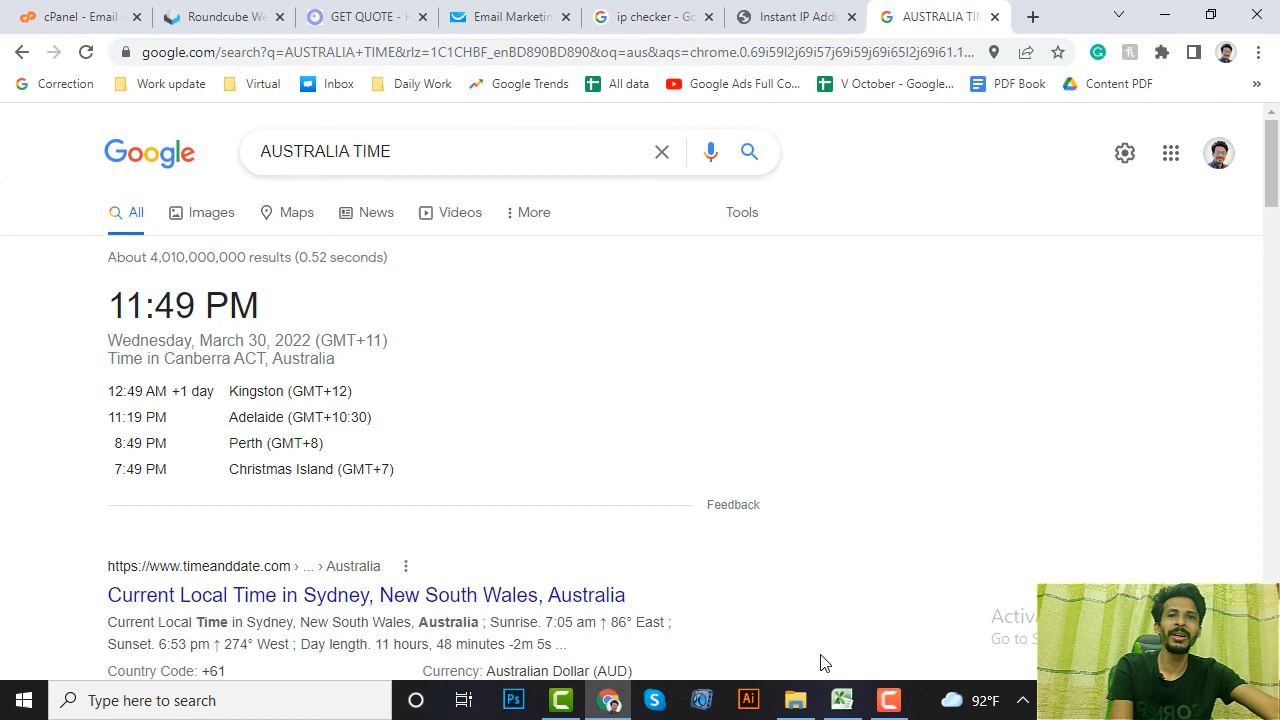 cPanel - Email
Roundcube We
GET QUOTE - H
Email Marketin
íp checker - Go
Instant IP Addr
AUSTRALIA TIM
google.com/search?q=AUSTRALIA+TIME&rlz=1C1CHBF_enBD890BD890&oq=aus&aqs=chrome.0.69i59l2j69i57j69i59j69i65l2j69i61.1...
Correction
Work update
Virtual
Inbox
Daily Work
Google Trends
All data
Google Ads Full Co...
V October - Google...
PDF Book
Content PDF
»
Google
AUSTRALIA TIME
All
Images
Maps
News
Videos
More
Tools
About 4,010,000,000 results (0.52 seconds)
11:49 PM
Wednesday, March 30, 2022 (GMT+11)
Time in Canberra ACT, Australia
12:49 AM +1 day Kingston (GMT+12)
11:19 PM Adelaide (GMT+10:30)
8:49 PM Perth (GMT+8)
7:49 PM Christmas Island (GMT+7)
Feedback
https://www.timeanddate.com › ... › Australia
Current Local Time in Sydney, New South Wales, Australia
Current Local Time in Sydney, New South Wales, Australia ; Sunrise. 7:05 am ↑ 86° East ;
Sunset. 6:53 pm ↑ 274° West ; Day length. 11 hours, 48 minutes -2m 5s ...
Country Code: +61 Currency: Australian Dollar (AUD)
Activ
Go to S
Type here to search
Ps
Ai
92°F